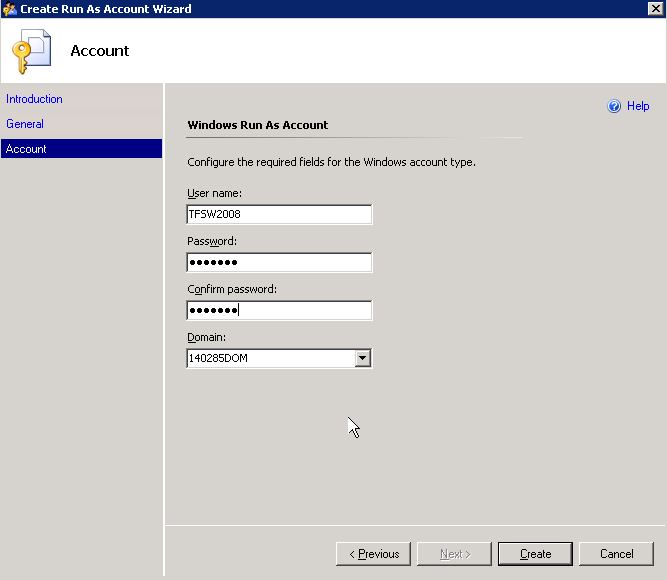 Create Run As Account Wizard
Account
Introduction
General
Account
Help
Windows Run As Account
Configure the required fields for the Windows account type.
User name:
TFSW2008
Password:
●●●●●●●
Confirm password:
●●●●●●●
Domain:
140285DOM
< Previous
Next >
Create
Cancel